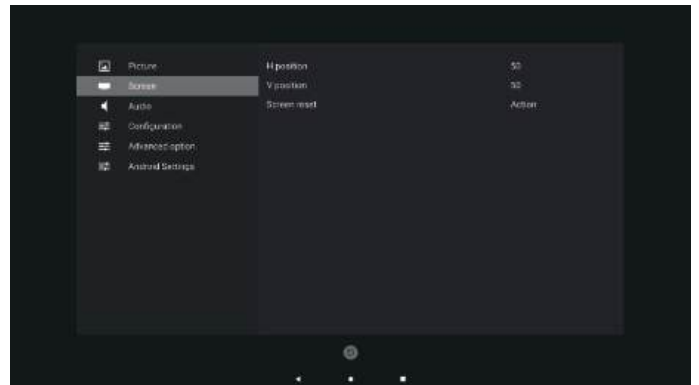 Picture
Screen
Audio
Configuration
Advanced option
Android Settings
H position 50
V position 50
Screen reset Action